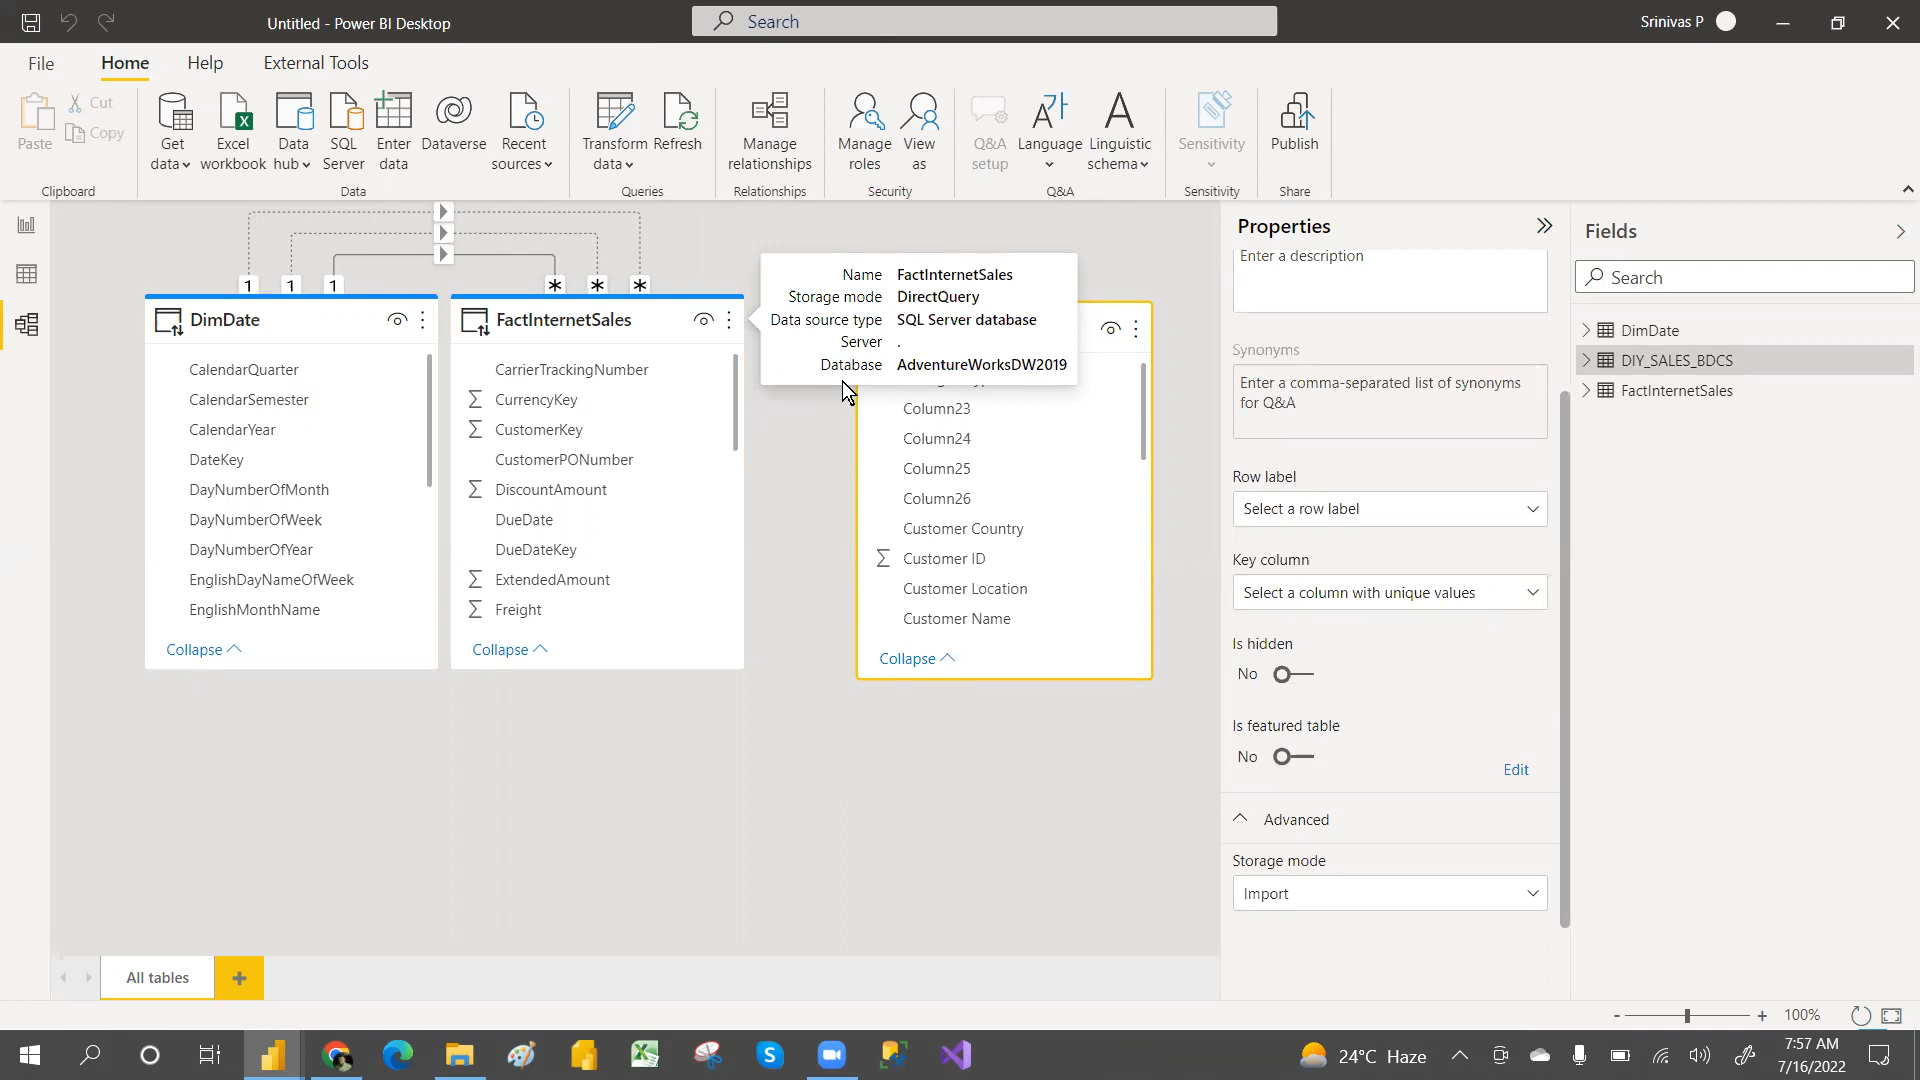 Untitled - Power BI Desktop
Search
Srinivas P
File
Home
Help
External Tools
Paste
Cut
Copy
Get data
Excel workbook
Data hub
SQL Server
Enter data
Dataverse
Recent sources
Transform data
Refresh
Manage relationships
Manage roles
View as
Q&A setup
Language
Linguistic schema
Sensitivity
Publish
Clipboard
Data
Queries
Relationships
Security
Q&A
Sensitivity
Share
1 1 1 * * *
DimDate
CalendarQuarter
CalendarSemester
CalendarYear
DateKey
DayNumberOfMonth
DayNumberOfWeek
DayNumberOfYear
EnglishDayNameOfWeek
EnglishMonthName
Collapse
FactInternetSales
CarrierTrackingNumber
CurrencyKey
CustomerKey
CustomerPONumber
DiscountAmount
DueDate
DueDateKey
ExtendedAmount
Freight
Collapse
Name FactInternetSales
Storage mode DirectQuery
Data source type SQL Server database
Server .
Database AdventureWorksDW2019
Column23
Column24
Column25
Column26
Customer Country
Customer ID
Customer Location
Customer Name
Collapse
Properties
Enter a description
Synonyms
Enter a comma-separated list of synonyms
for Q&A
Row label
Select a row label
Key column
Select a column with unique values
Is hidden
No
Is featured table
No
Edit
Advanced
Storage mode
Import
Fields
Search
DimDate
DIY_SALES_BDCS
FactInternetSales
All tables
+
- + 100%
24°C Haze
7:57 AM
7/16/2022